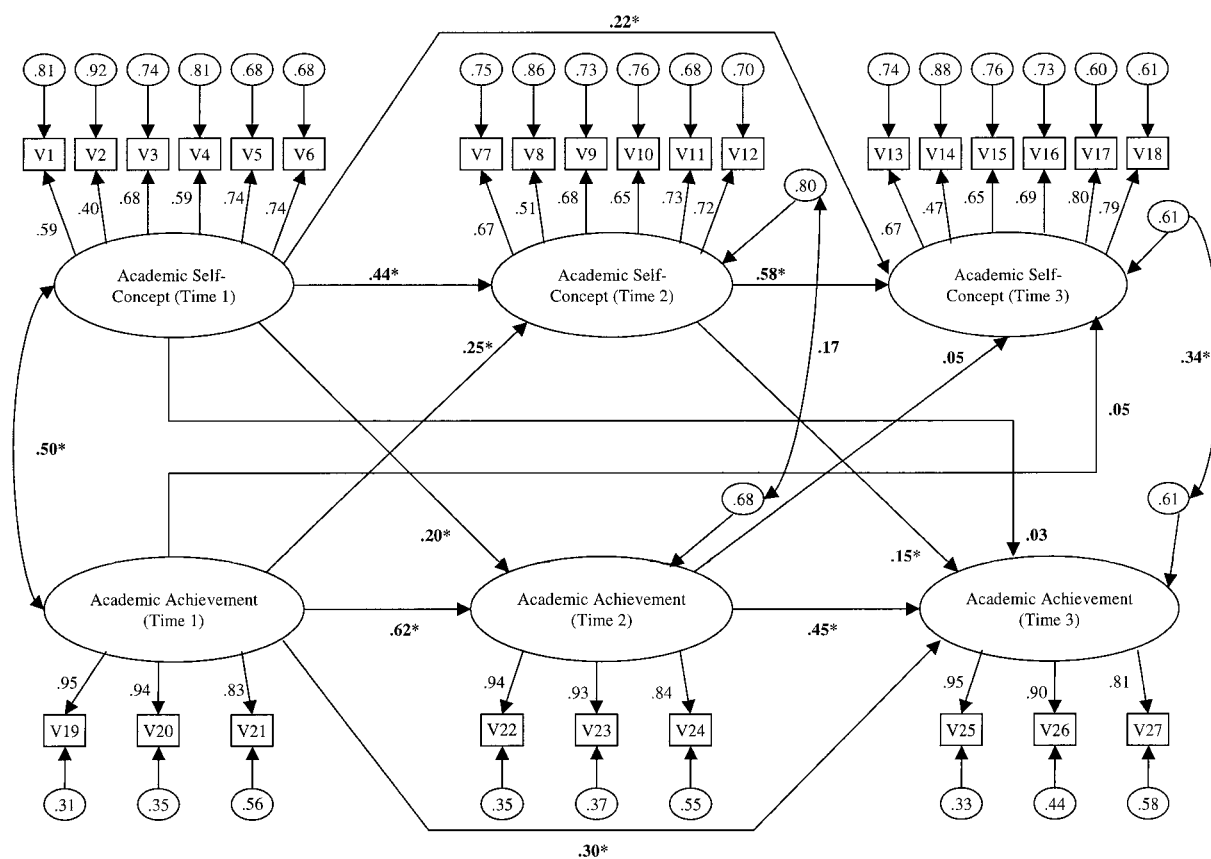 .22*
.81 .92 .74 .81 .68 .68 .75 .86 .73 .76 .68 .70 .74 .88 .76 .73 .60 .61
V1 V2 V3 V4 V5 V6 V7 V8 V9 V10 V11 V12 V13 V14 V15 V16 V17 V18
.59 .40 .68 .59 .74 .74 .67 .51 .68 .65 .73 .72 .80 .67 .47 .65 .69 .80 .79 .61
Academic Self-
Concept (Time 1)
.44*
Academic Self-
Concept (Time 2)
.58*
Academic Self-
Concept (Time 3)
.25*
.17
.05
.34*
.05
.50*
.20*
.68
.15*
.03
.61
Academic Achievement
(Time 1)
.62*
Academic Achievement
(Time 2)
.45*
Academic Achievement
(Time 3)
.95 .94 .83 .94 .93 .84 .95 .90 .81
V19 V20 V21 V22 V23 V24 V25 V26 V27
.31 .35 .56 .35 .37 .55 .33 .44 .58
.30*